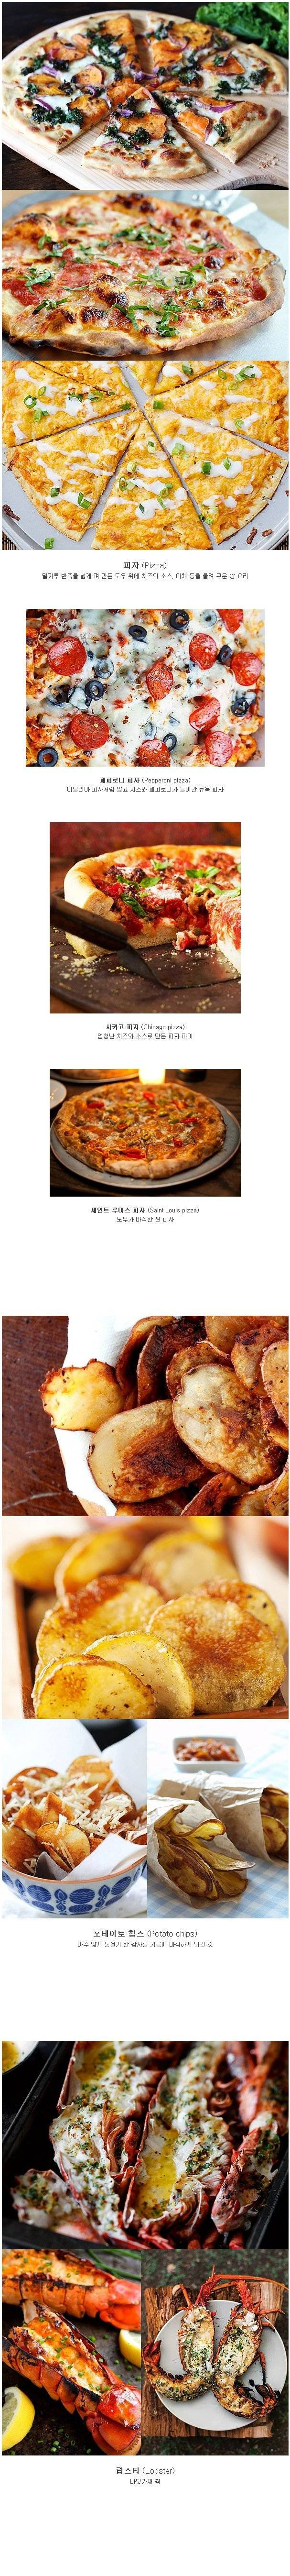 피자 (Pizza)
밀가루 반죽을 넓게 펴 만든 도우 위에 치즈와 소스, 야채 등을 올려 구운 빵 요리
페퍼로니 피자 (Pepperoni pizza)
이탈리아 피자처럼 얇고 치즈와 페퍼로니가 들어간 뉴욕 피자
시카고 피자 (Chicago pizza)
엄청난 치즈와 소스로 만든 피자 파이
세인트 루이스 피자 (Saint Louis pizza)
도우가 바삭한 씬 피자
포테이토 칩스 (Potato chips)
아주 얇게 통썰기 한 감자를 기름에 바삭하게 튀긴 것
랍스타 (Lobster)
바닷가재 찜